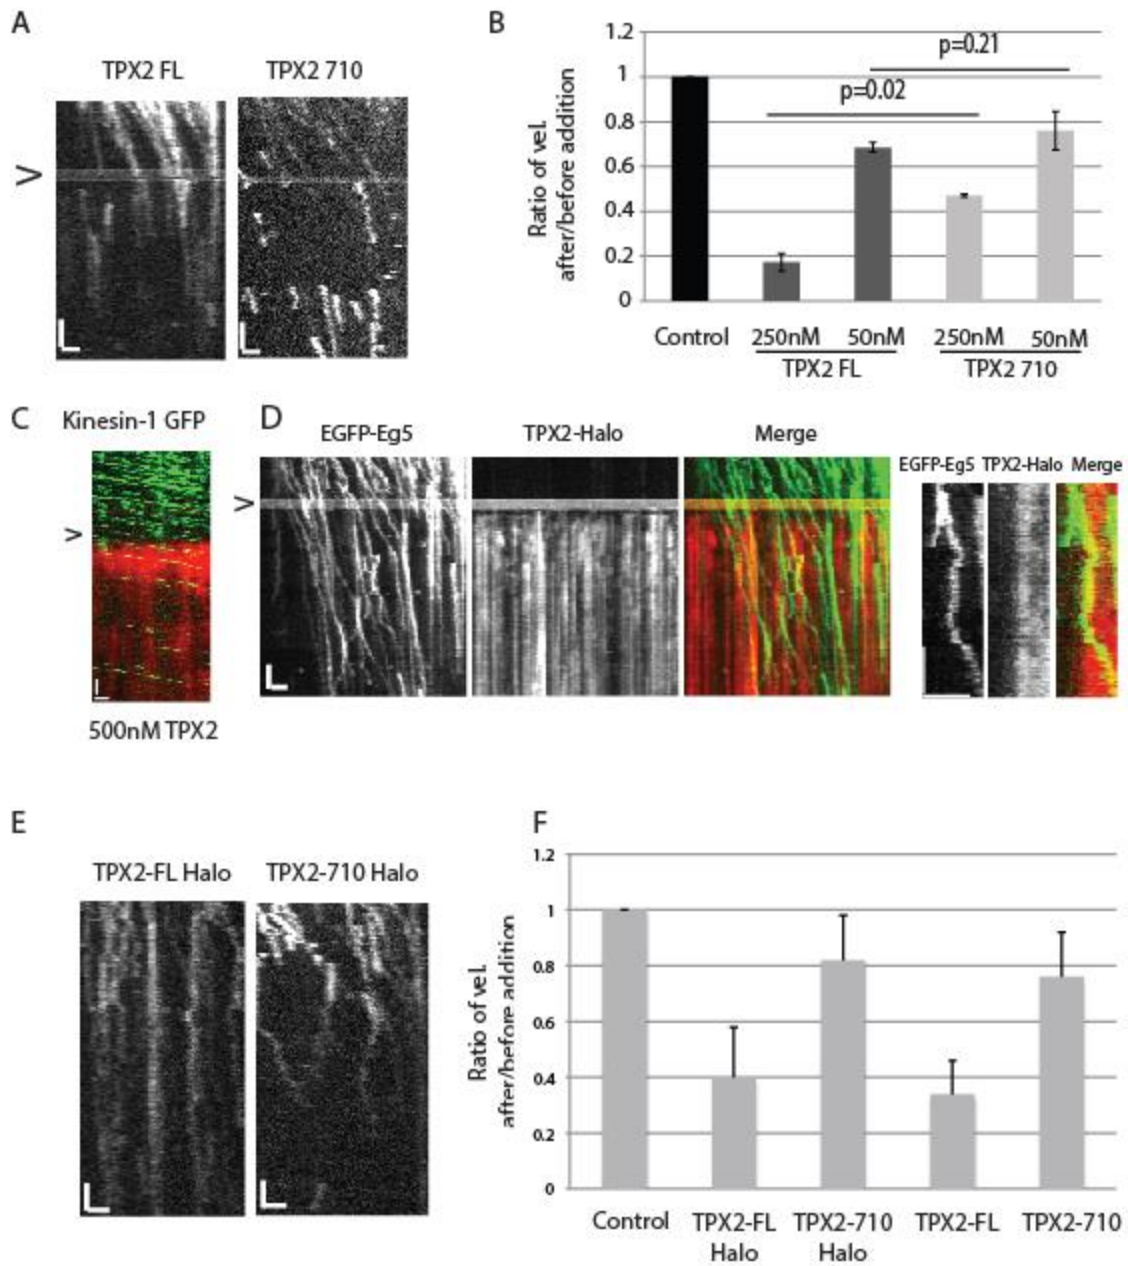 A
TPX2 FL
TPX2 710
>
B
Ratio of vel.
after/before addition
1.2
1
0.8
0.6
0.4
0.2
0
p=0.21
p=0.02
Control
250nM
50nM
250nM
50nM
TPX2 FL
TPX2 710
C
Kinesin-1 GFP
>
500nM TPX2
D
EGFP-Eg5
TPX2-Halo
Merge
>
EGFP-Eg5 TPX2-Halo Merge
E
TPX2-FL Halo
TPX2-710 Halo
F
Ratio of vel.
after/before addition
1.2
1
0.8
0.6
0.4
0.2
0
Control
TPX2-FL
Halo
TPX2-710
Halo
TPX2-FL
TPX2-710